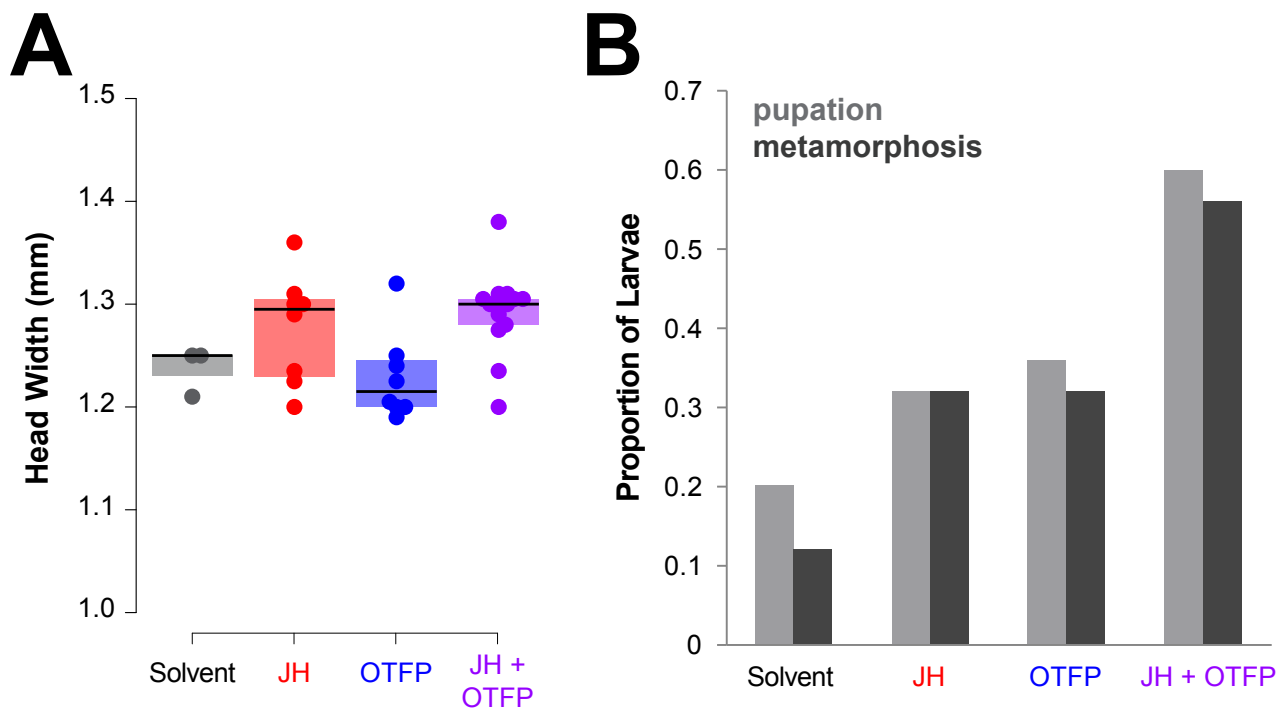 A
Head Width (mm)
1.5
1.4
1.3
1.2
1.1
1.0
Solvent
JH
OTFP
JH +
OTFP
B
Proportion of Larvae
0.7
0.6
0.5
0.4
0.3
0.2
0.1
0
pupation
metamorphosis
Solvent
JH
OTFP
JH + OTFP